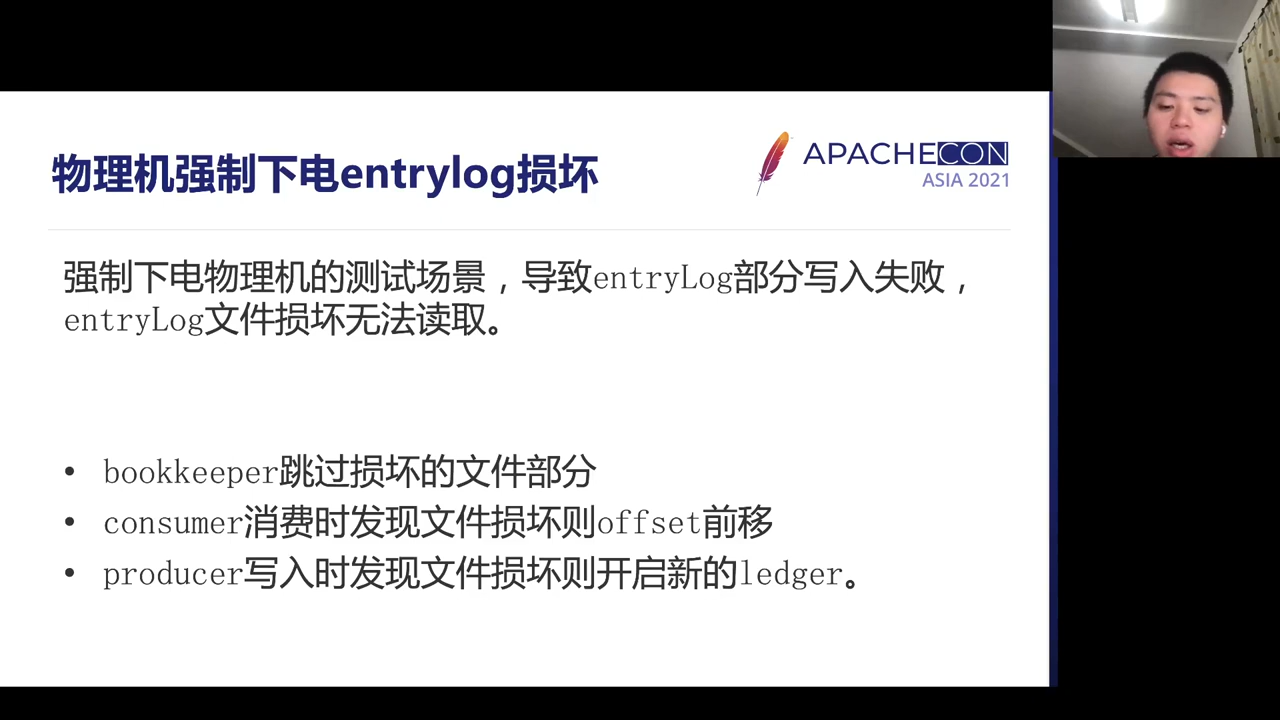 物理机强制下电entrylog损坏
APACHECON
ASIA 2021
强制下电物理机的测试场景，导致entryLog部分写入失败，
entryLog文件损坏无法读取。
• bookkeeper跳过损坏的文件部分
• consumer消费时发现文件损坏则offset前移
• producer写入时发现文件损坏则开启新的ledger。